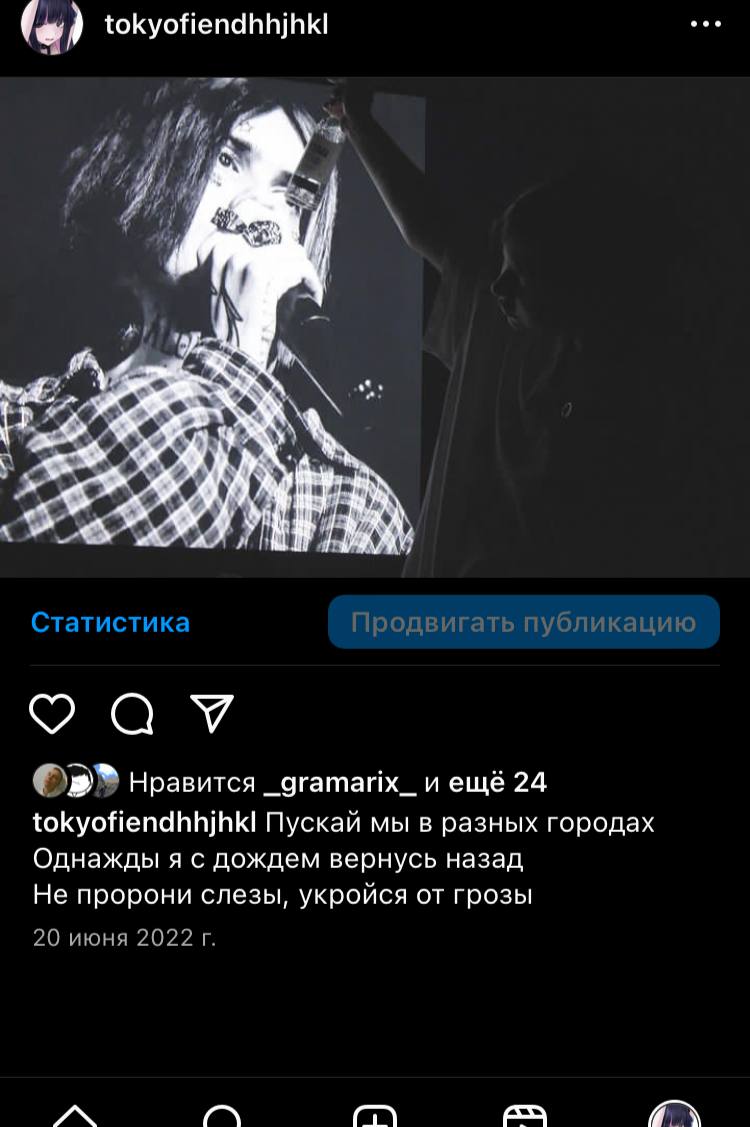 tokyofiendhhjhkl
Статистика
Продвигать публикацию
Нравится _gramarix_ и ещё 24
tokyofiendhhjhkl Пускай мы в разных городах
Однажды я с дождем вернусь назад
Не пророни слезы, укройся от грозы
20 июня 2022 г.